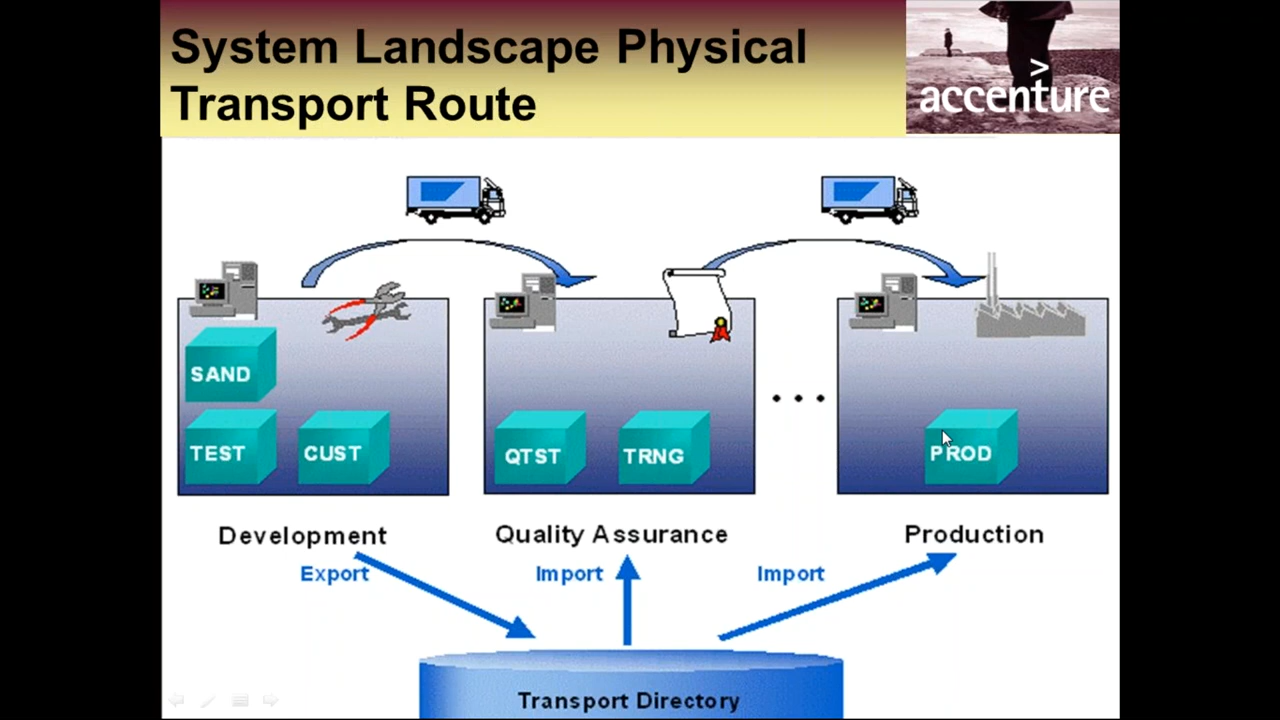 System Landscape Physical
Transport Route
>
accenture
SAND
TEST
CUST
QTST
TRNG
PROD
Development
Quality Assurance
Production
Export
Import
Import
Transport Directory